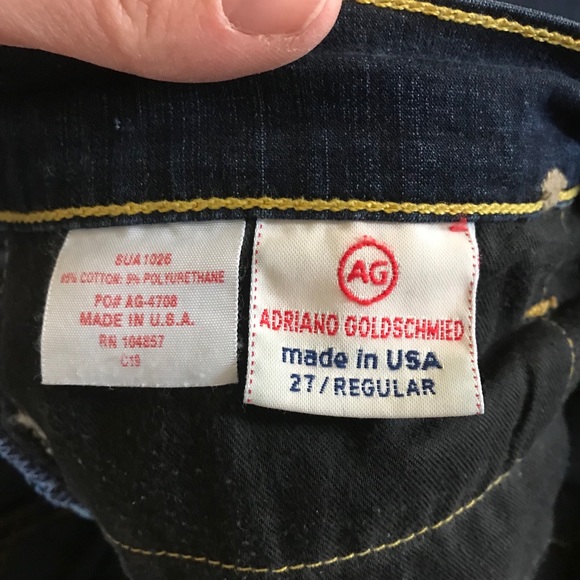 SUA1026
95% COTTON: 5% POLYURETHANE
PO# AG-4708
MADE IN U.S.A.
RN 104857
C19
AG
ADRIANO GOLDSCHMIED
made in USA
27/REGULAR